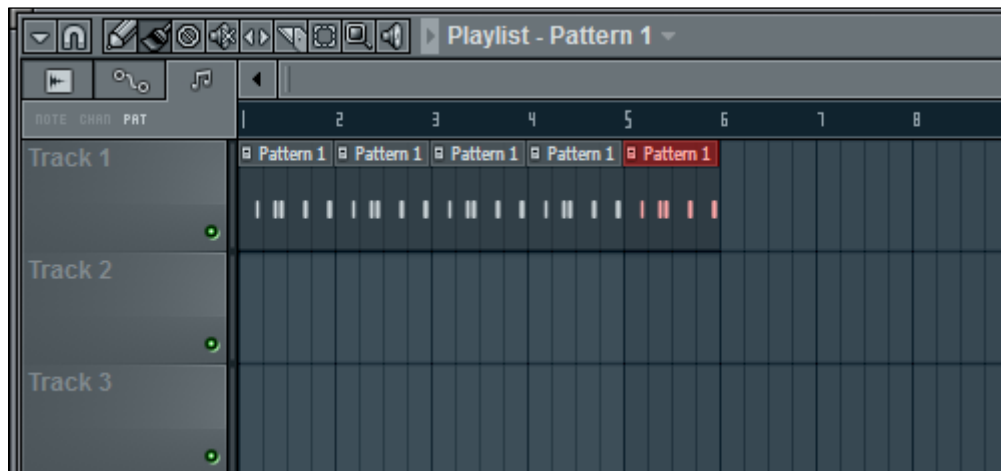 Playlist - Pattern 1
NOTE CHAN PAT
1 2 3 4 5 6 7 8
Track 1
Pattern 1 Pattern 1 Pattern 1 Pattern 1 Pattern 1
Track 2
Track 3